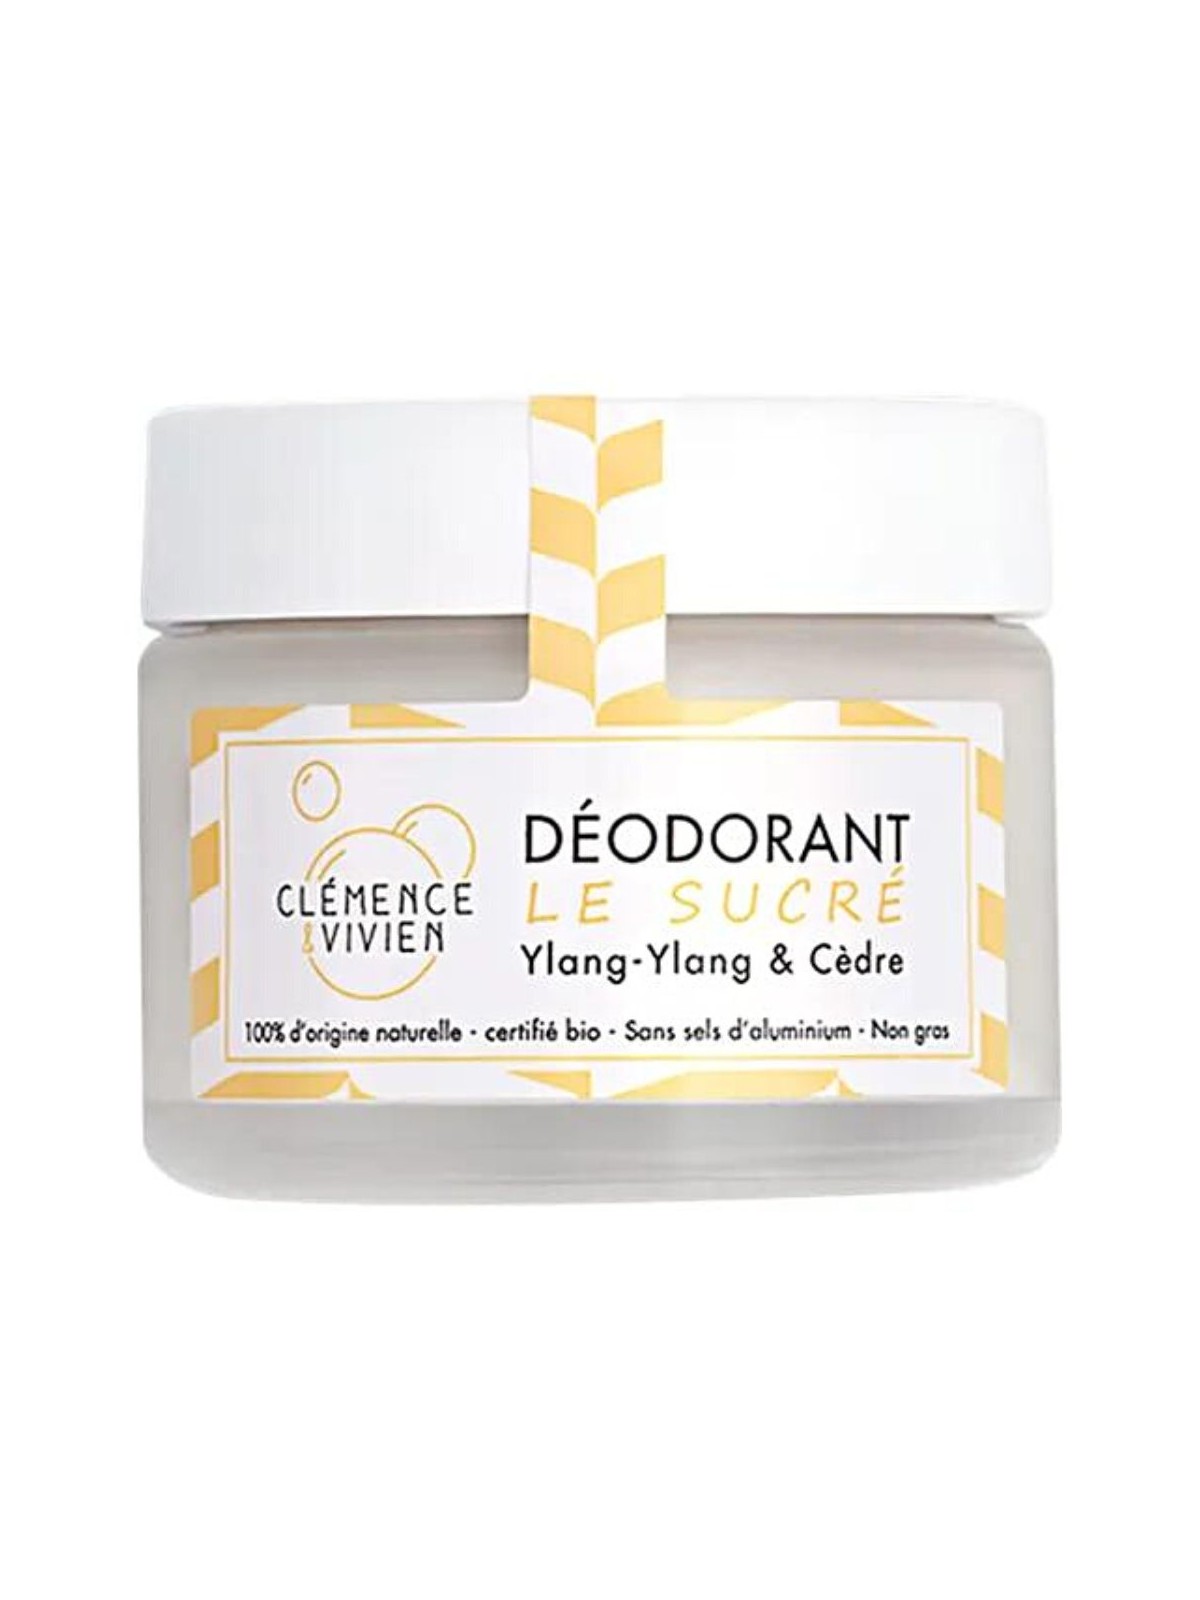 CLÉMENCE
& VIVIEN
DÉODORANT
LE SUCRÉ
Ylang-Ylang & Cèdre
100% d'origine naturelle - certifié bio - Sans sels d'aluminium - Non gras